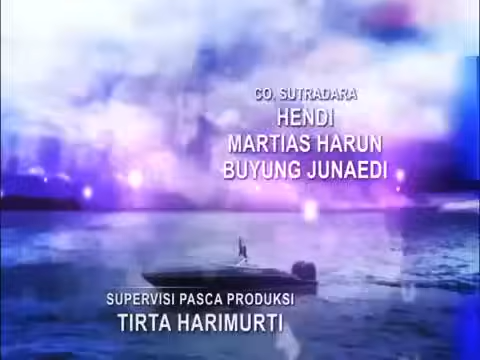 CO. SUTRADARA
HENDI
MARTIAS HARUN
BUYUNG JUNAEDI
SUPERVISI PASCA PRODUKSI
TIRTA HARIMURTI